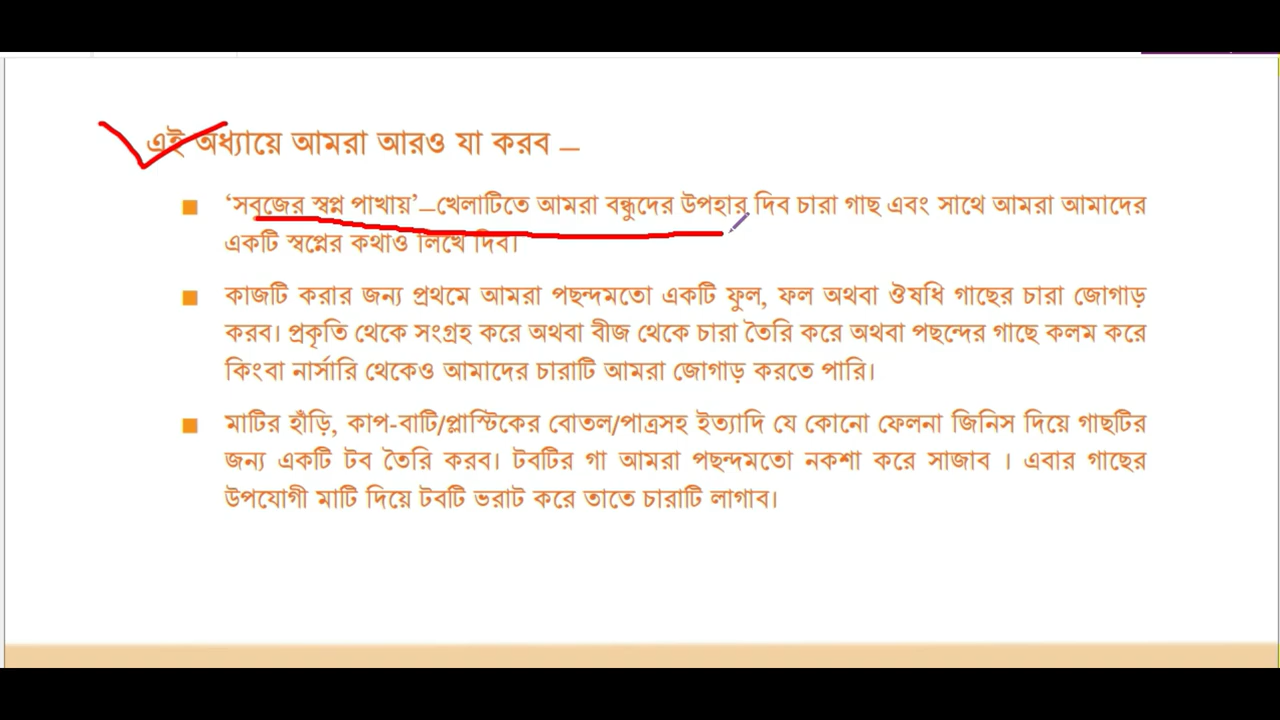 এই অধ্যায়ে আমরা আরও যা করব –
■ ‘সবুজের স্বপ্ন পাখায়’–খেলাটিতে আমরা বন্ধুদের উপহার দিব চারা গাছ এবং সাথে আমরা আমাদের
একটি স্বপ্নের কথাও লিখে দিব।
■ কাজটি করার জন্য প্রথমে আমরা পছন্দমতো একটি ফুল, ফল অথবা ঔষধি গাছের চারা জোগাড়
করব। প্রকৃতি থেকে সংগ্রহ করে অথবা বীজ থেকে চারা তৈরি করে অথবা পছন্দের গাছে কলম করে
কিংবা নার্সারি থেকেও আমাদের চারাটি আমরা জোগাড় করতে পারি।
■ মাটির হাঁড়ি, কাপ-বাটি/প্লাস্টিকের বোতল/পাত্রসহ ইত্যাদি যে কোনো ফেলনা জিনিস দিয়ে গাছটির
জন্য একটি টব তৈরি করব। টবটির গা আমরা পছন্দমতো নকশা করে সাজাব । এবার গাছের
উপযোগী মাটি দিয়ে টবটি ভরাট করে তাতে চারাটি লাগাব।